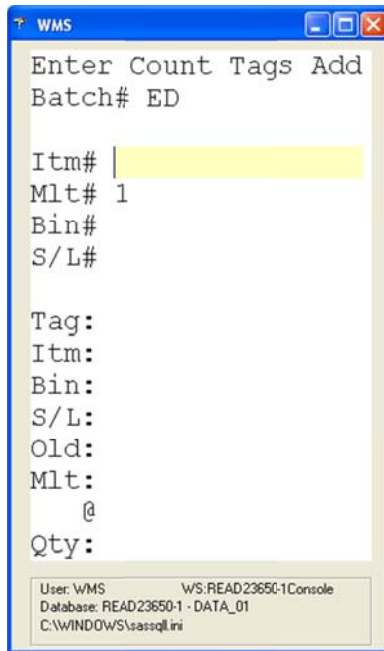 WMS
Enter Count Tags Add
Batch# ED
Itm#
Mlt# 1
Bin#
S/L#
Tag:
Itm:
Bin:
S/L:
Old:
Mlt:
@
Qty:
User: WMS WS:READ23650-1Console
Database: READ23650-1 - DATA_01
C:\WINDOWS\sassqll.ini